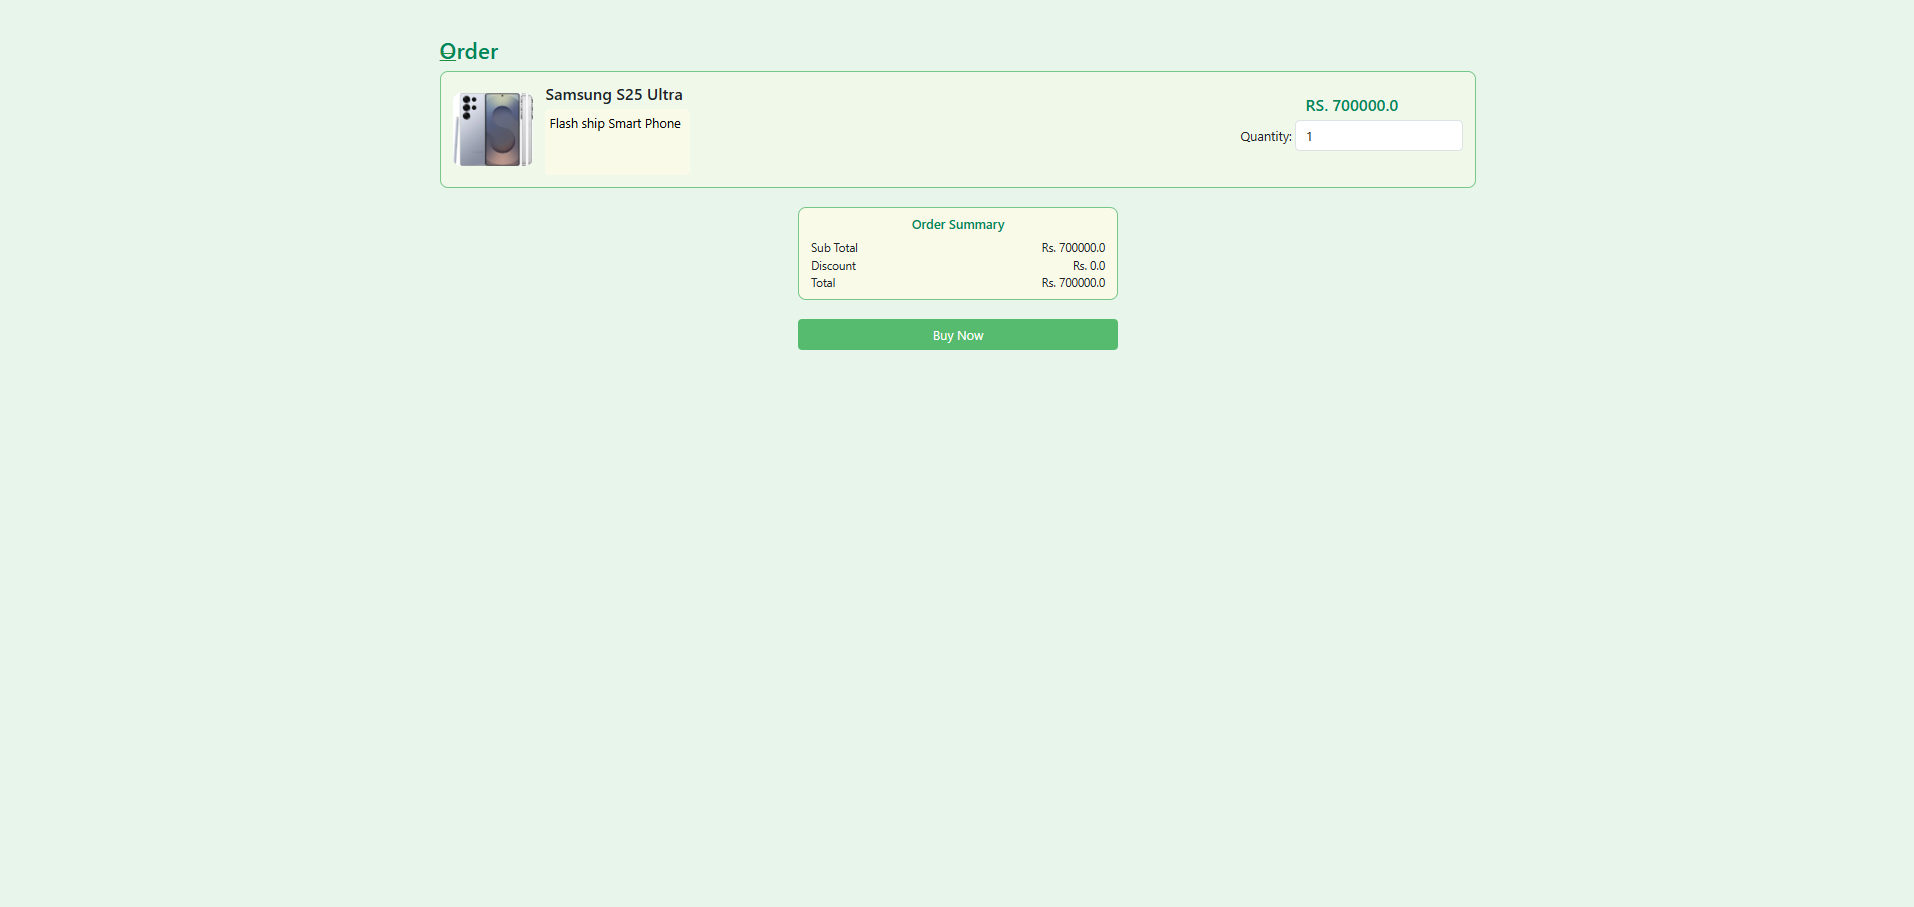 Order
Samsung S25 Ultra
Flash ship Smart Phone
RS. 700000.0
Quantity: 1
Order Summary
Sub Total Rs. 700000.0
Discount Rs. 0.0
Total Rs. 700000.0
Buy Now